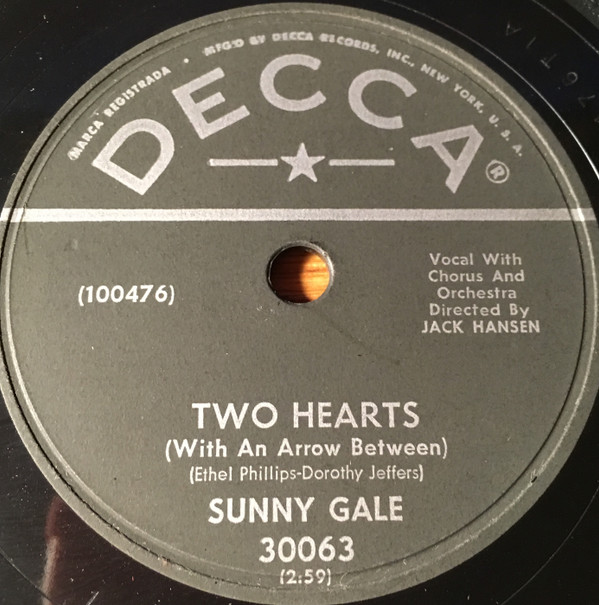 MARCA REGISTRADA • MFG'D BY DECCA RECORDS, INC., NEW YORK, U. S. A.
DECCA®
(100476)
Vocal With
Chorus And
Orchestra
Directed By
JACK HANSEN
TWO HEARTS
(With An Arrow Between)
(Ethel Phillips-Dorothy Jeffers)
SUNNY GALE
30063
(2:59)